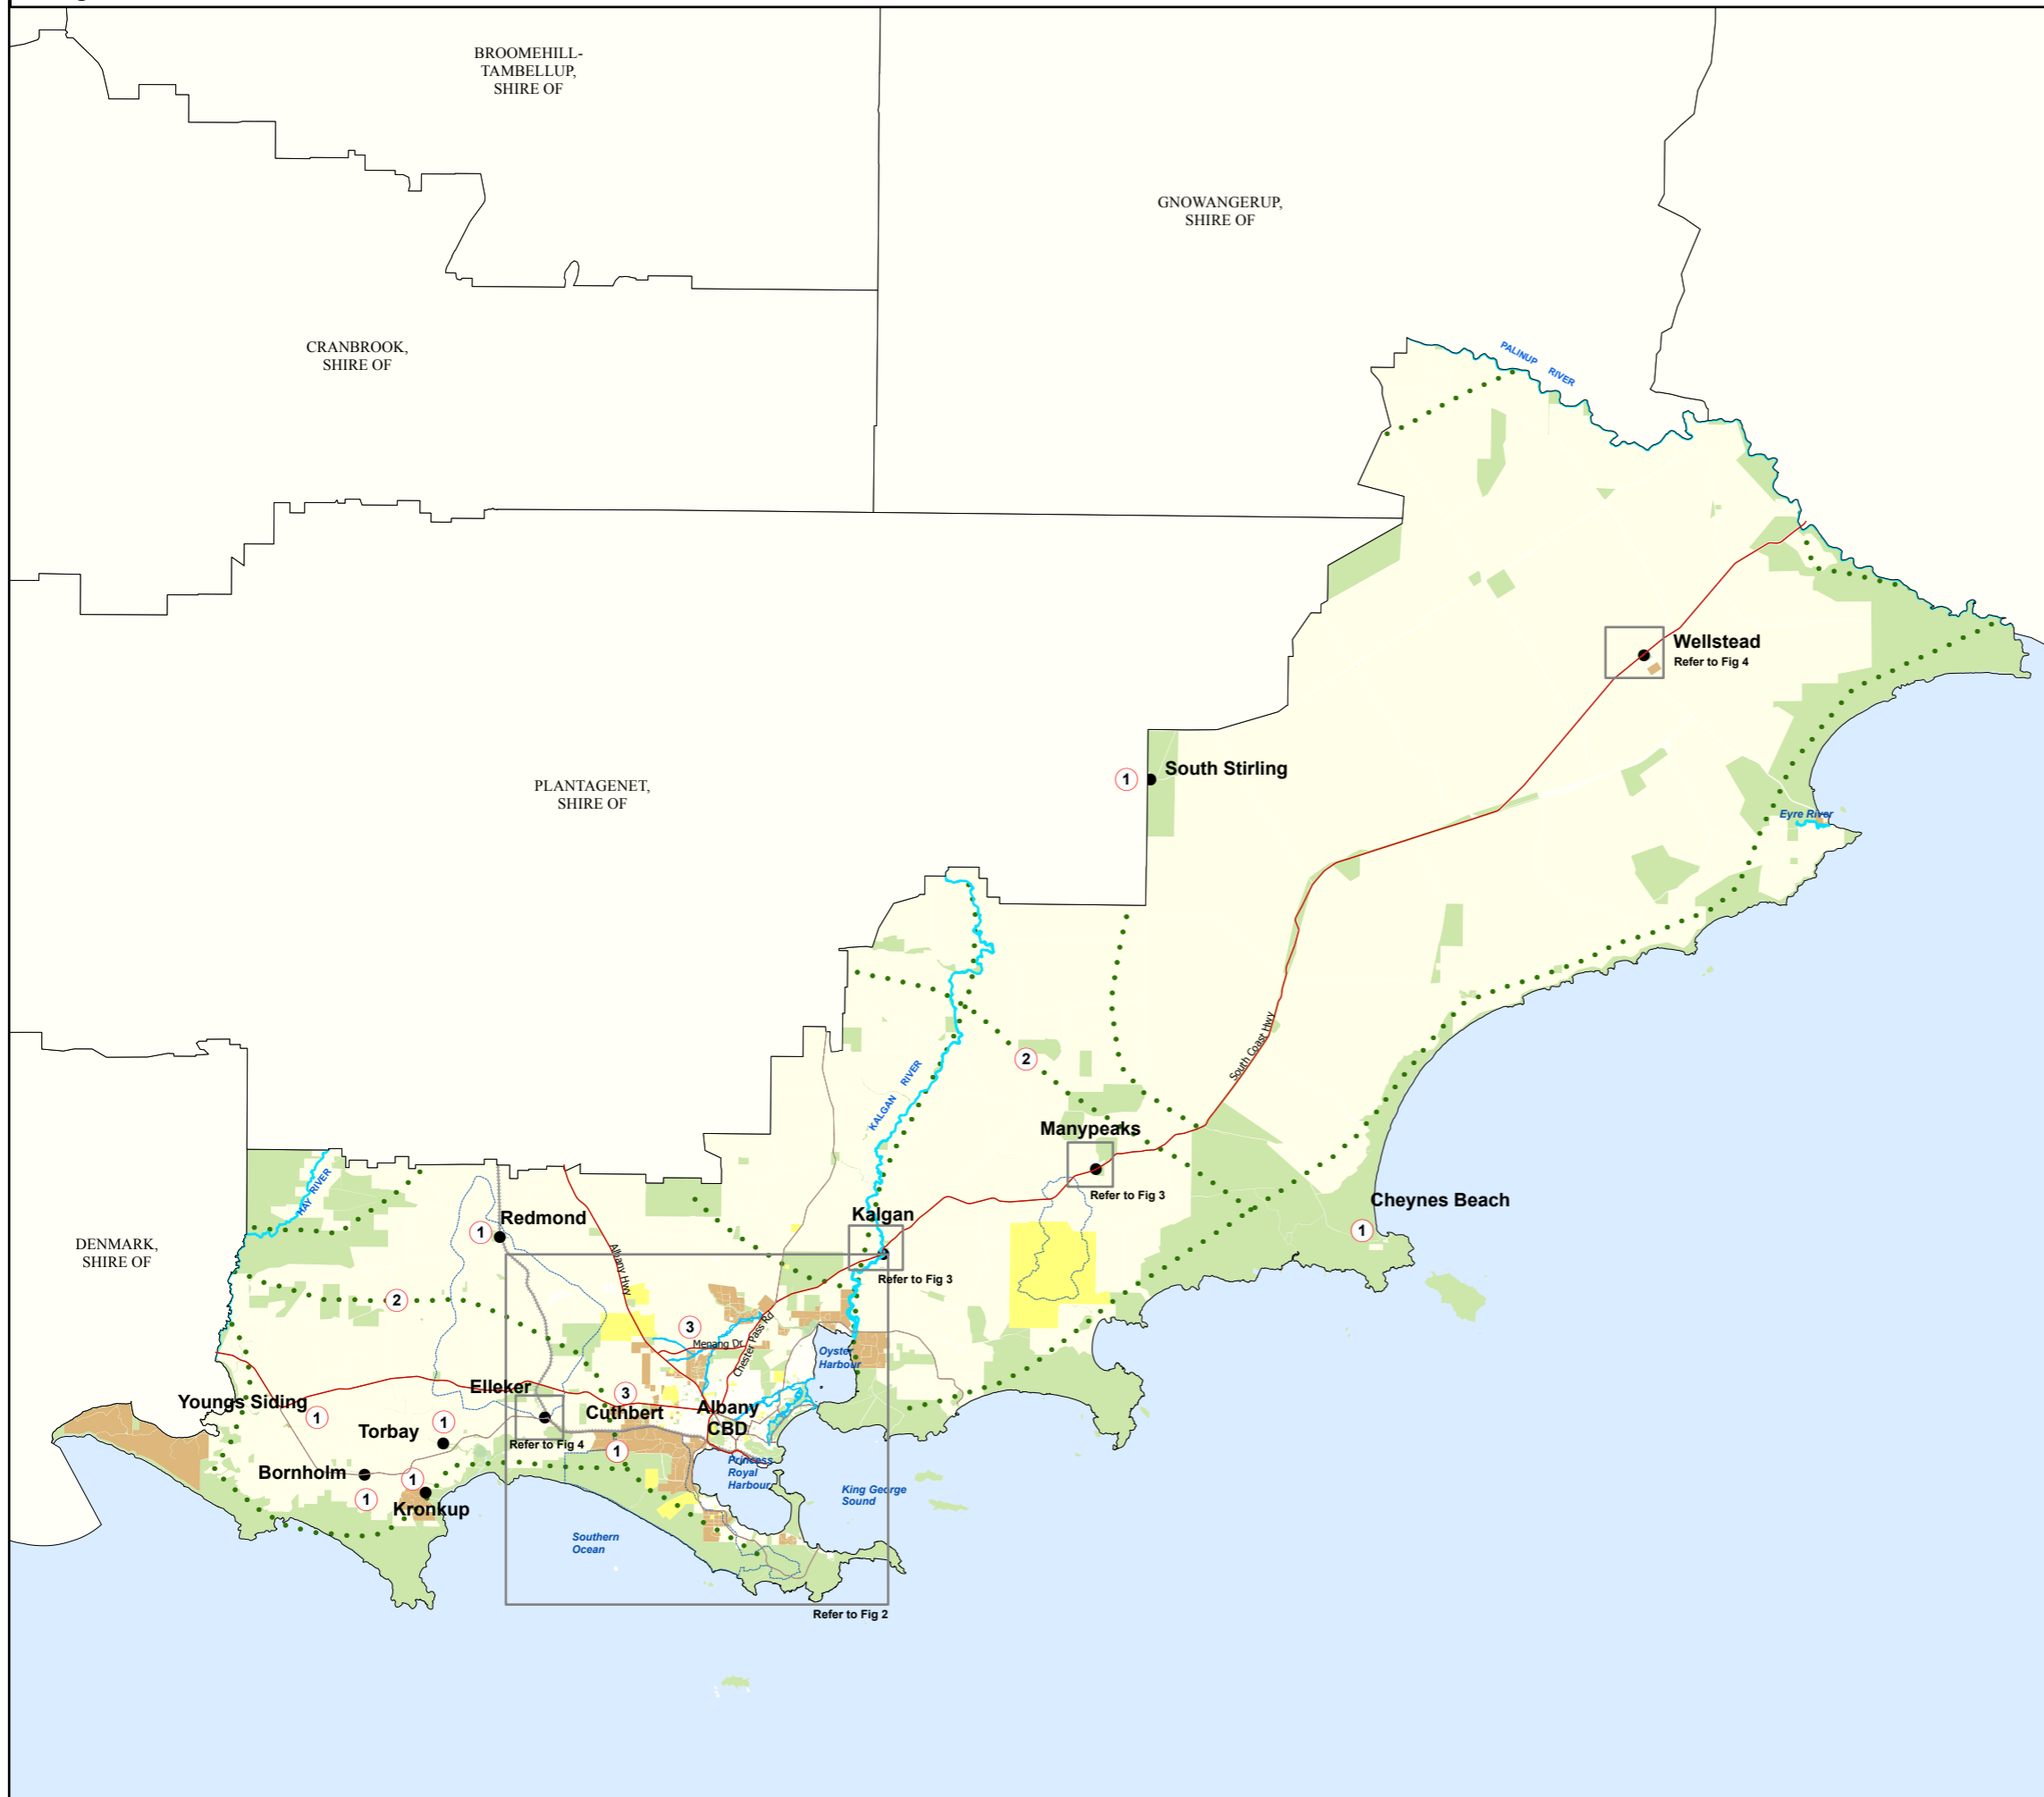 BROOMEHILL-
TAMBELLUP,
SHIRE OF
GNOWANGERUP,
SHIRE OF
CRANBROOK,
SHIRE OF
PALINUP RIVER
Wellstead
Refer to Fig 4
1
South Stirling
PLANTAGENET,
SHIRE OF
Eyre River
South Coast Hwy
2
KALGAN RIVER
Manypeaks
Refer to Fig 3
HAY RIVER
Cheynes Beach
1
Redmond
1
Kalgan
Refer to Fig 3
DENMARK,
SHIRE OF
Albany Hwy
2
3
Menang Dr
Chester Pass Rd
Oyster
Harbour
Elleker
3
Youngs Siding
1
Cuthbert
Albany
CBD
Torbay
1
Refer to Fig 4
1
Princess
Royal
Harbour
Bornholm
1
1
Kronkup
King George
Sound
Southern
Ocean
Refer to Fig 2